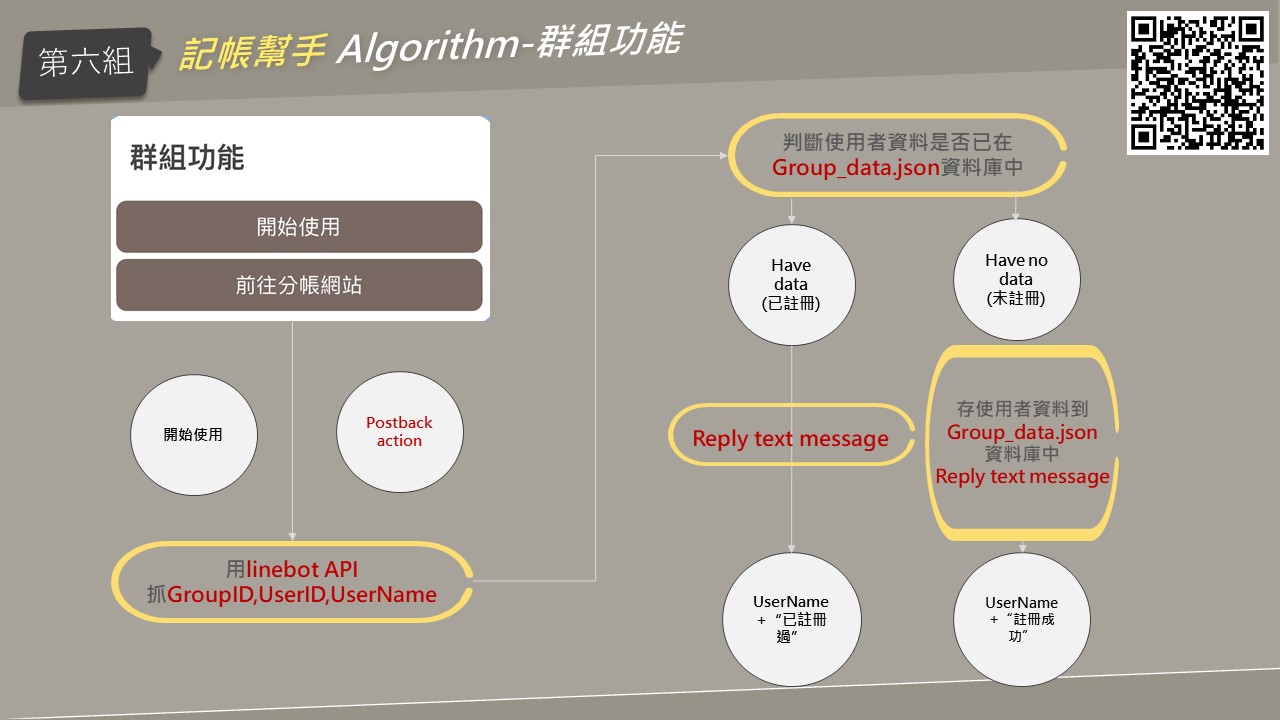 第六組
記帳幫手 Algorithm-群組功能
群組功能
開始使用
前往分帳網站
開始使用
Postback
action
用linebot API
抓GroupID,UserID,UserName
判斷使用者資料是否已在
Group_data.json資料庫中
Have
data
(已註冊)
Have no
data
(未註冊)
Reply text message
存使用者資料到
Group_data.json
資料庫中
Reply text message
UserName
+“已註冊
過”
UserName
+“註冊成
功”